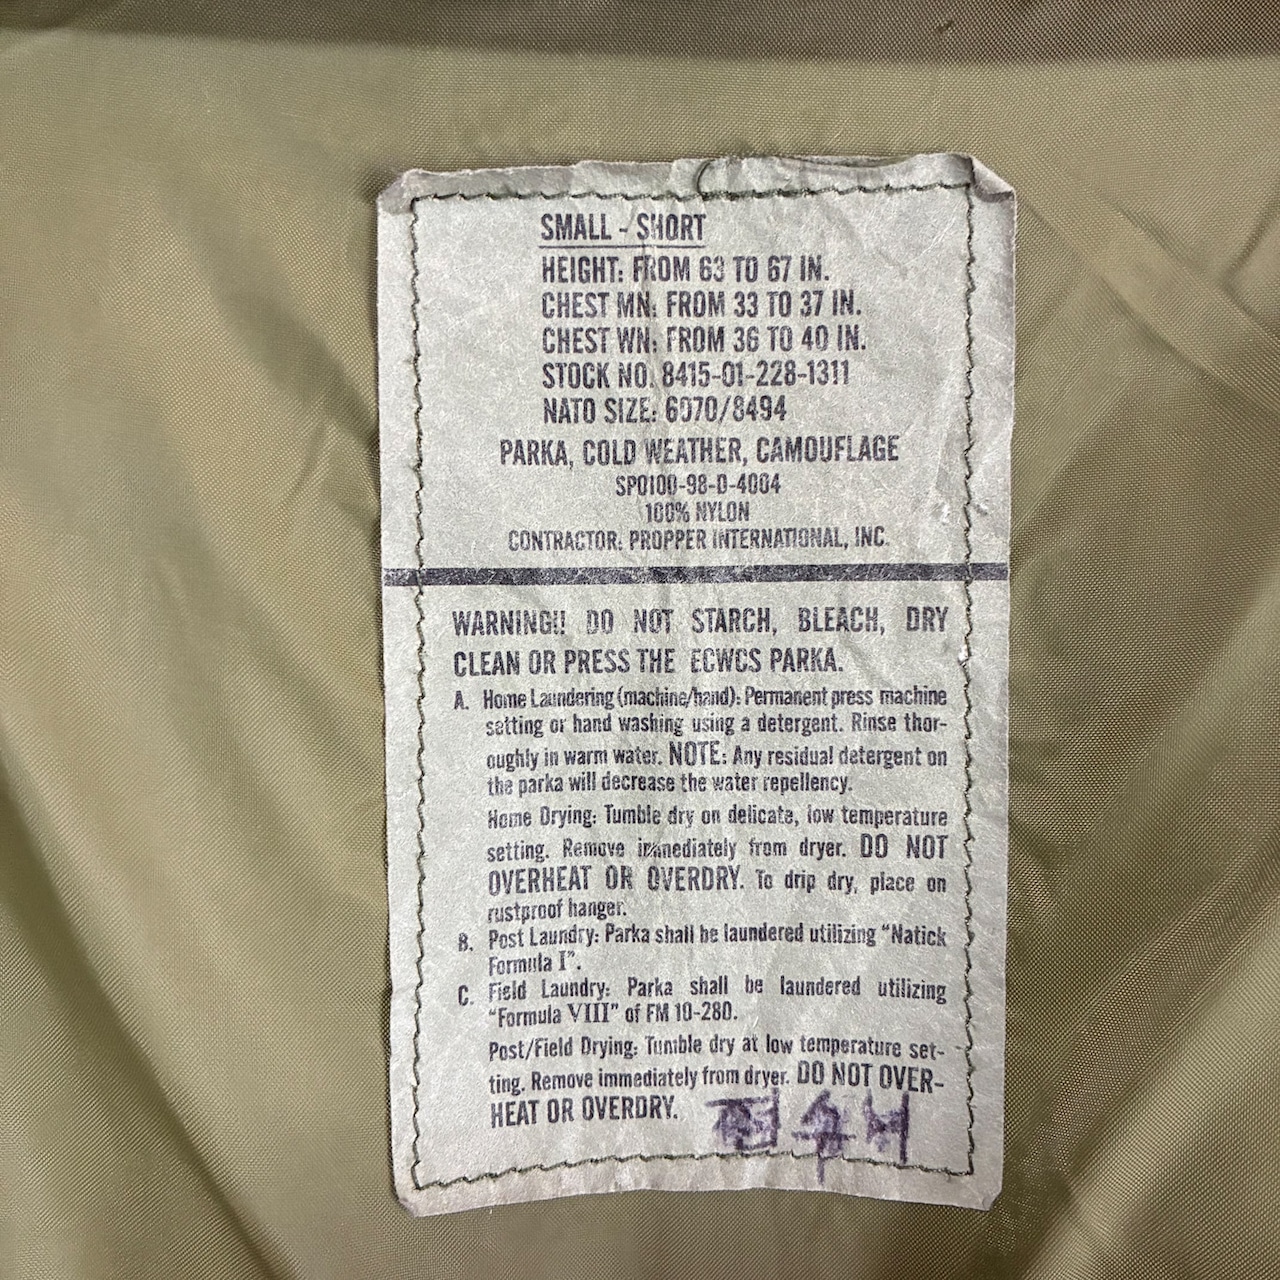 SMALL - SHORT
HEIGHT: FROM 63 TO 67 IN.
CHEST MN: FROM 33 TO 37 IN.
CHEST WN: FROM 36 TO 40 IN.
STOCK NO. 8415-01-228-1311
NATO SIZE: 6070/8494
PARKA, COLD WEATHER, CAMOUFLAGE
SP0100-98-D-4004
100% NYLON
CONTRACTOR: PROPPER INTERNATIONAL, INC.
WARNING!! DO NOT STARCH, BLEACH, DRY
CLEAN OR PRESS THE ECWCS PARKA.
A. Home Laundering (machine/hand): Permanent press machine
setting or hand washing using a detergent. Rinse thor-
oughly in warm water. NOTE: Any residual detergent on
the parka will decrease the water repellency.
Home Drying: Tumble dry on delicate, low temperature
setting. Remove immediately from dryer. DO NOT
OVERHEAT OR OVERDRY. To drip dry, place on
rustproof hanger.
B. Post Laundry: Parka shall be laundered utilizing "Natick
Formula I".
C. Field Laundry: Parka shall be laundered utilizing
"Formula VIII" of FM 10-280.
Post/Field Drying: Tumble dry at low temperature set-
ting. Remove immediately from dryer. DO NOT OVER-
HEAT OR OVERDRY.